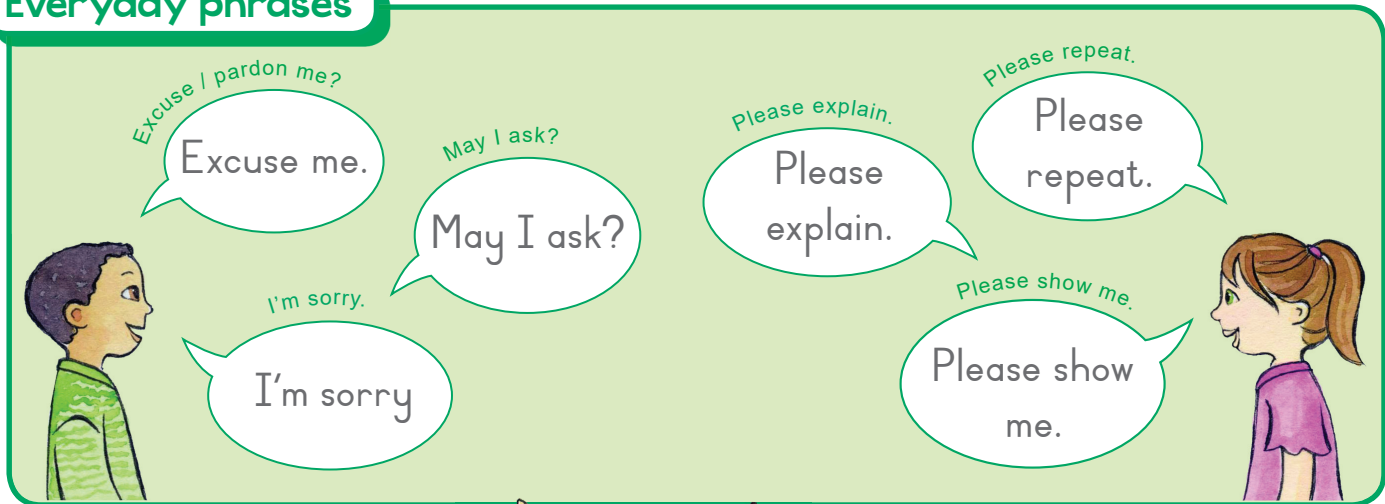 Everyday phrases
Excuse / pardon me?
Excuse me.
May I ask?
May I ask?
I'm sorry.
I'm sorry
Please explain.
Please
explain.
Please repeat.
Please
repeat.
Please show me.
Please show
me.